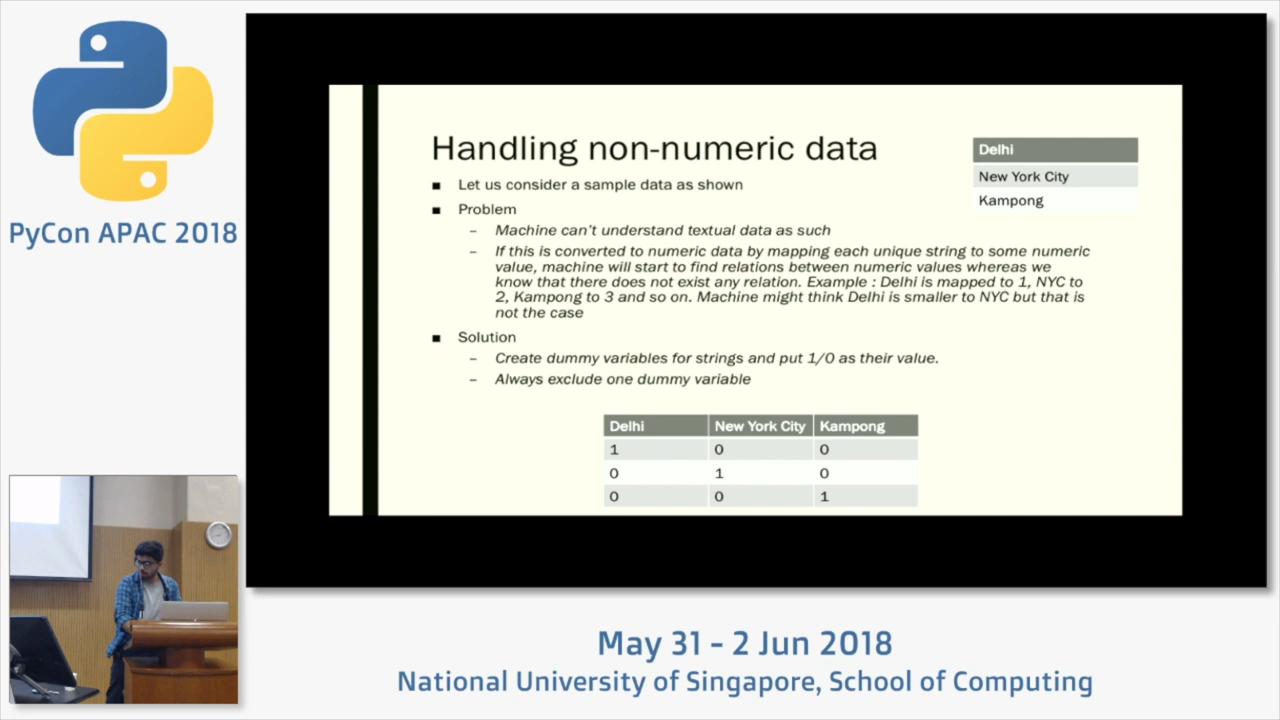 PyCon APAC 2018
Handling non-numeric data
■ Let us consider a sample data as shown
■ Problem
– Machine can't understand textual data as such
– If this is converted to numeric data by mapping each unique string to some numeric
value, machine will start to find relations between numeric values whereas we
know that there does not exist any relation. Example : Delhi is mapped to 1, NYC to
2, Kampong to 3 and so on. Machine might think Delhi is smaller to NYC but that is
not the case
■ Solution
– Create dummy variables for strings and put 1/0 as their value.
– Always exclude one dummy variable
Delhi
New York City
Kampong
Delhi New York City Kampong
1 0 0
0 1 0
0 0 1
May 31 - 2 Jun 2018
National University of Singapore, School of Computing